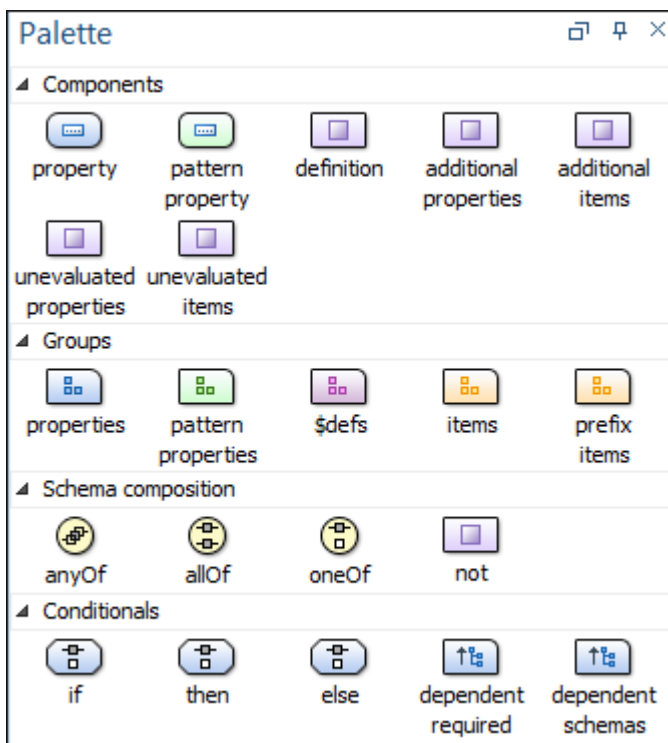 Palette
Components
property pattern property definition additional properties additional items
unevaluated properties unevaluated items
Groups
properties pattern properties $defs items prefix items
Schema composition
anyOf allOf oneOf not
Conditionals
if then else dependent required dependent schemas